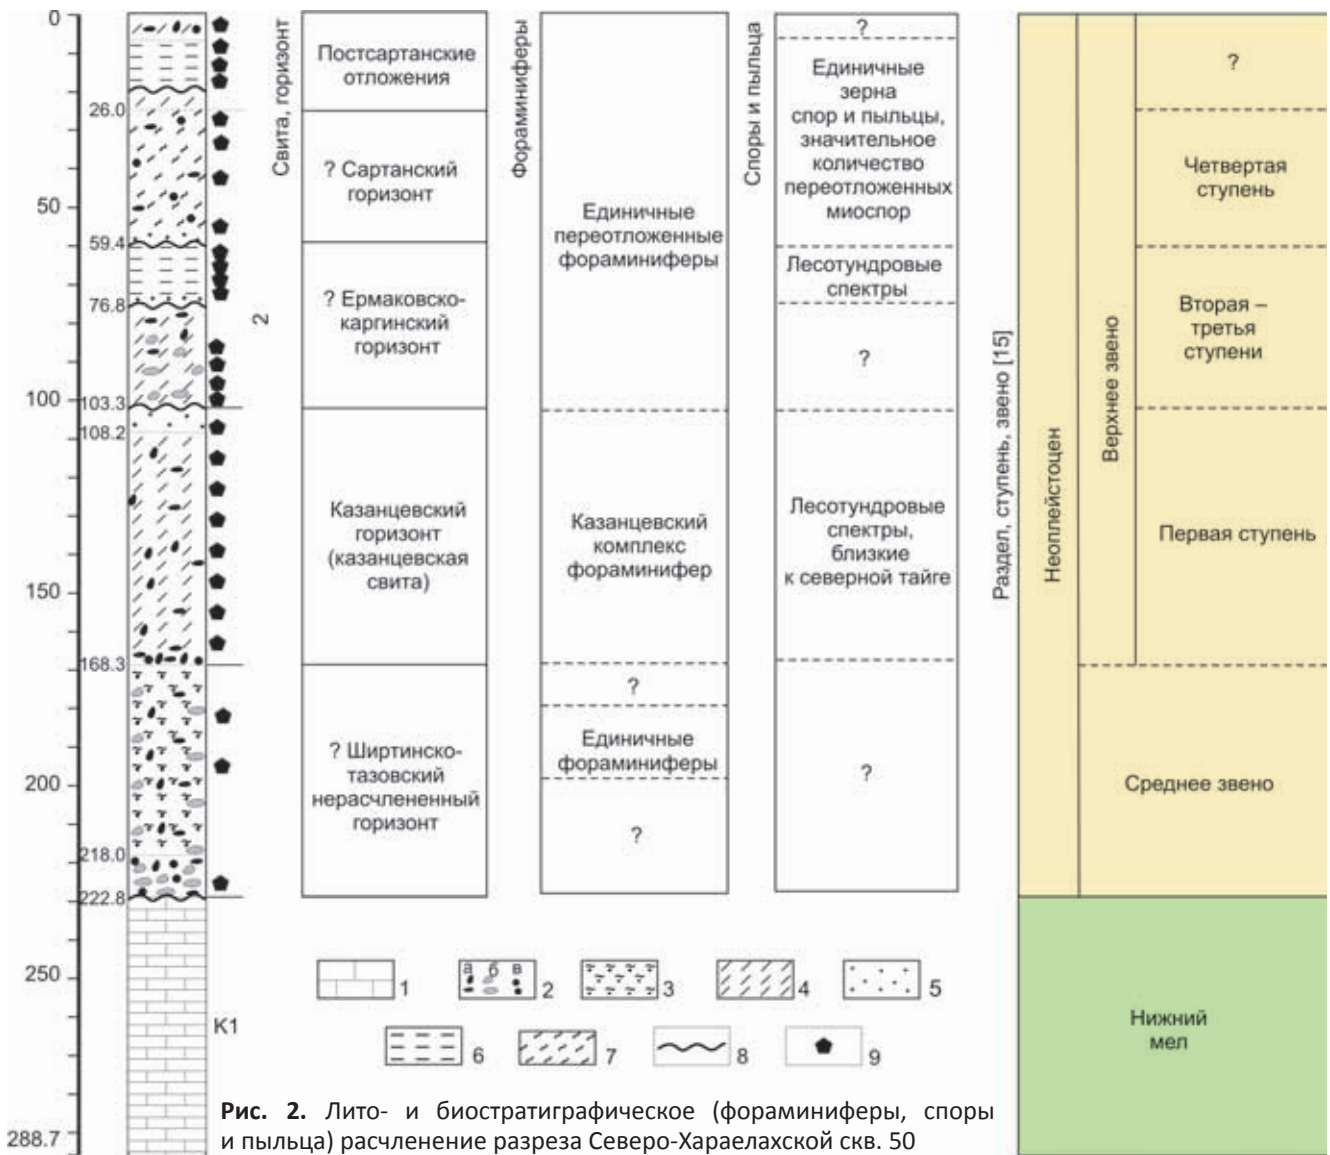 0
26.0
50
59.4
76.8
100
103.3
108.2
150
168.3
200
218.0
222.8
250
288.7
2
K1
Свита, горизонт
Постсартанские
отложения
? Сартанский
горизонт
? Ермаковско-
каргинский
горизонт
Казанцевский
горизонт
(казанцевская
свита)
? Ширтинско-
тазовский
нерасчлененный
горизонт
Фораминиферы
Единичные
переотложенные
фораминиферы
Казанцевский
комплекс
фораминифер
?
Единичные
фораминиферы
?
Споры и пыльца
?
Единичные
зерна
спор и пыльцы,
значительное
количество
переотложенных
миоспор
Лесотундровые
спектры
?
Лесотундровые
спектры,
близкие
к северной тайге
?
Раздел, ступень, звено [15]
Неоплейстоцен
Верхнее звено
?
Четвертая
ступень
Вторая –
третья
ступени
Первая ступень
Среднее звено
Нижний
мел
1
а б в
2
3
4
5
6
7
8
9
Рис. 2. Лито- и биостратиграфическое (фораминиферы, споры
и пыльца) расчленение разреза Северо-Хараелахской скв. 50